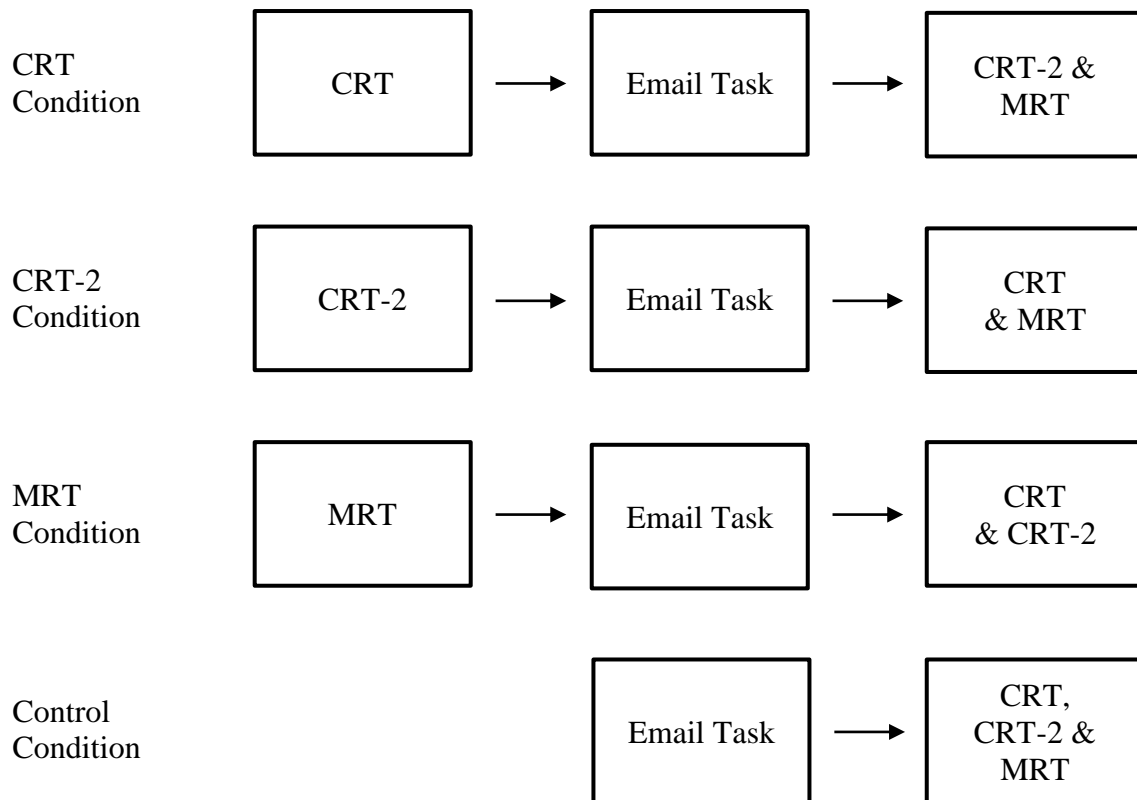 CRT
Condition
CRT
Email Task
CRT-2 &
MRT
CRT-2
Condition
CRT-2
Email Task
CRT
& MRT
MRT
Condition
MRT
Email Task
CRT
& CRT-2
Control
Condition
Email Task
CRT,
CRT-2 &
MRT